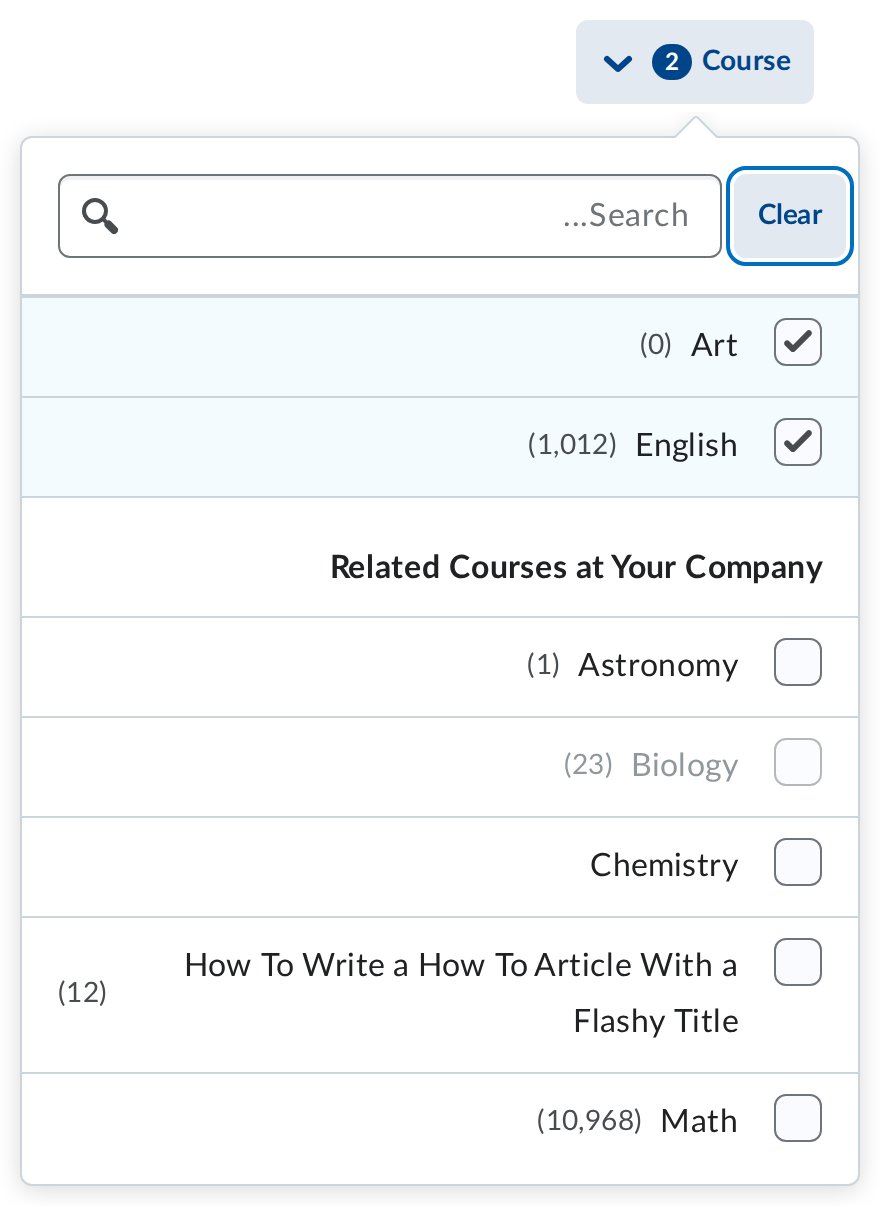 2 Course
...Search
Clear
Art (0)
English (1,012)
Related Courses at Your Company
Astronomy (1)
Biology (23)
Chemistry
How To Write a How To Article With a
Flashy Title
(12)
Math (10,968)